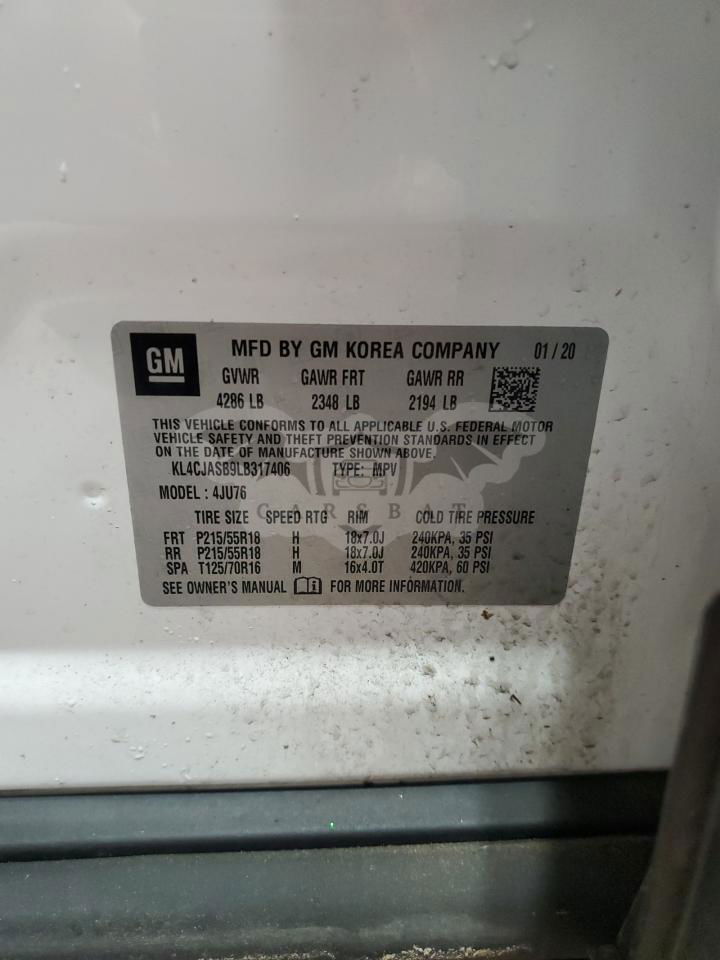 GM
MFD BY GM KOREA COMPANY 01 / 20
GVWR GAWR FRT GAWR RR
4286 LB 2348 LB 2194 LB
THIS VEHICLE CONFORMS TO ALL APPLICABLE U.S. FEDERAL MOTOR
VEHICLE SAFETY AND THEFT PREVENTION STANDARDS IN EFFECT
ON THE DATE OF MANUFACTURE SHOWN ABOVE.
KL4CJASB9LB317406 TYPE: MPV
MODEL : 4JU76
CARSBAT
TIRE SIZE SPEED RTG RIM COLD TIRE PRESSURE
FRT P215/55R18 H 18x7.0J 240KPA, 35 PSI
RR P215/55R18 H 18x7.0J 240KPA, 35 PSI
SPA T125/70R16 M 16x4.0T 420KPA, 60 PSI
SEE OWNER'S MANUAL FOR MORE INFORMATION.